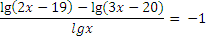 lg(2x − 19) − lg(3x − 20)
lgx = −1